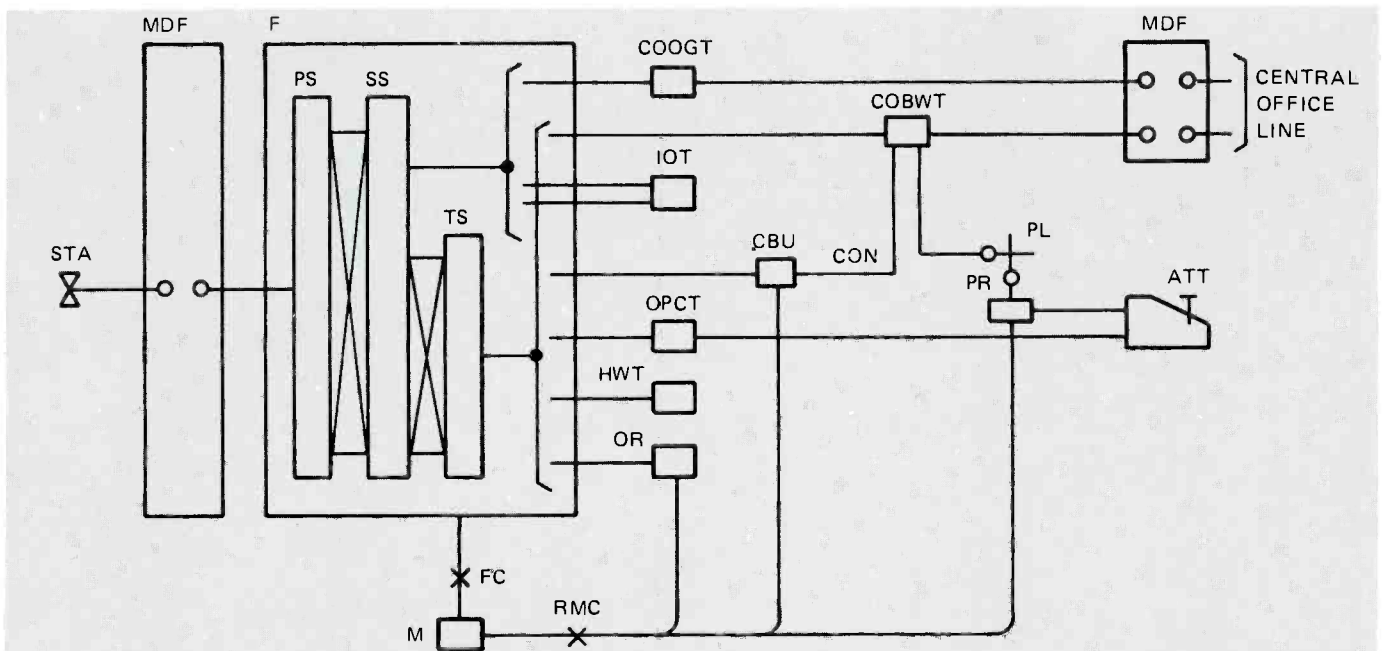 MDF
F
COOGT
MDF
PS
SS
COBWT
CENTRAL
OFFICE
LINE
IOT
TS
STA
CBU
CON
PL
PR
ATT
OPCT
HWT
OR
FC
RMC
M